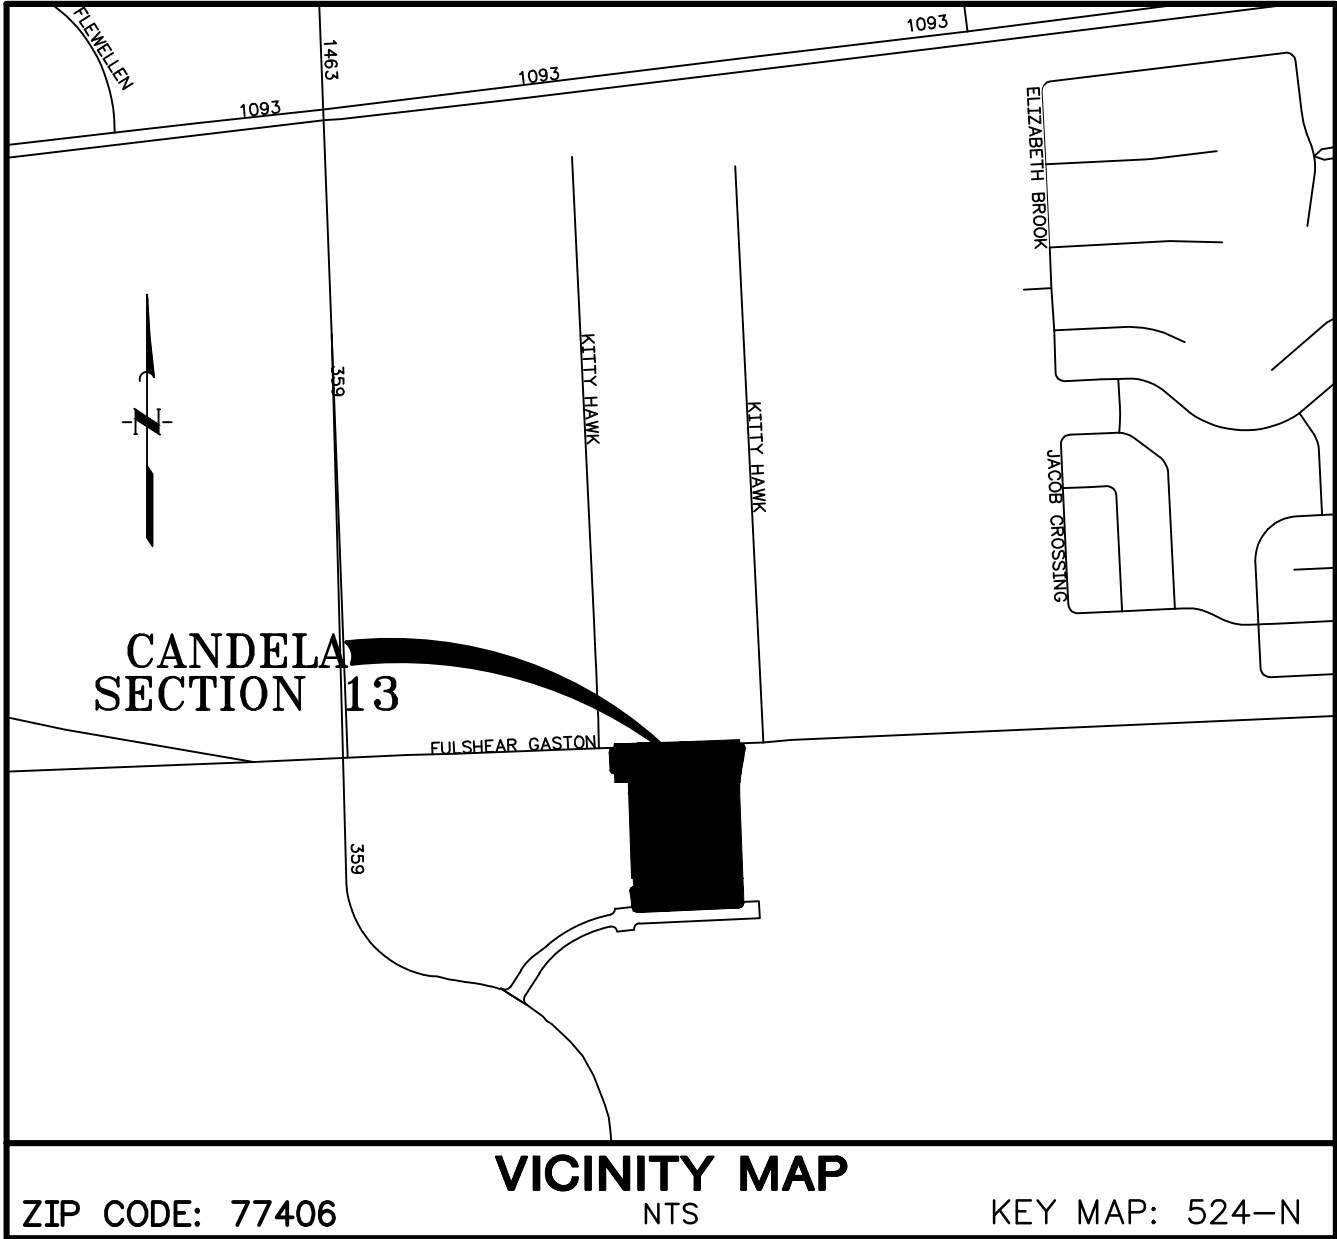 FLEWELLEN
1463
1093
1093
1093
ELIZABETH BROOK
359
KITTY HAWK
KITTY HAWK
N
JACOB CROSSING
CANDELA
SECTION 13
FULSHEAR GASTON
359
VICINITY MAP
ZIP CODE: 77406
NTS
KEY MAP: 524-N